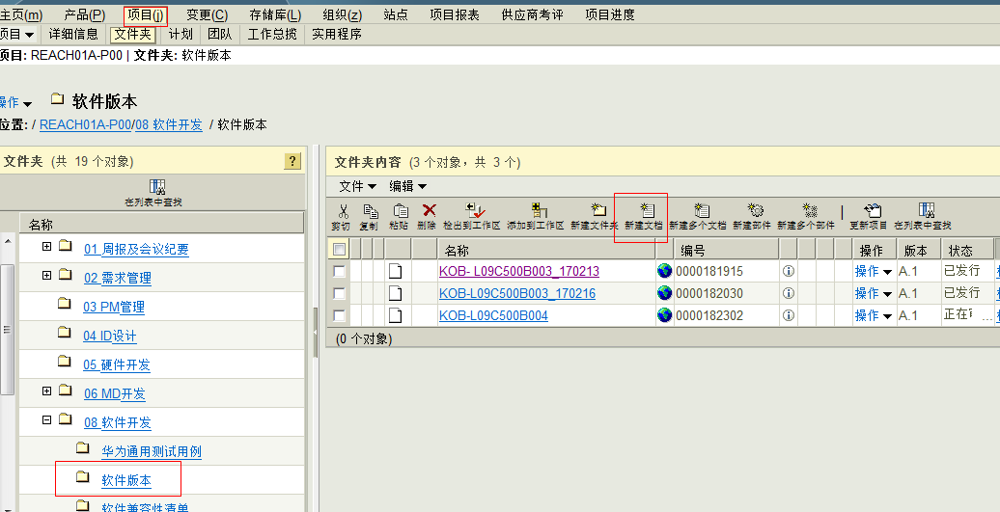 主页(m) 产品(P) 项目(j) 变更(C) 存储库(L) 组织(z) 站点 项目报表 供应商考评 项目进度
项目 详细信息 文件夹 计划 团队 工作总揽 实用程序
项目: REACH01A-P00 | 文件夹: 软件版本
操作 软件版本
位置: / REACH01A-P00/08 软件开发 / 软件版本
文件夹 (共 19 个对象) ?
在列表中查找
名称
01 周报及会议纪要
02 需求管理
03 PM管理
04 ID设计
05 硬件开发
06 MD开发
08 软件开发
华为通用测试用例
软件版本
软件兼容性清单
文件夹内容 (3 个对象，共 3 个)
文件 编辑
剪切 复制 粘贴 删除 检出到工作区 添加到工作区 新建文件夹 新建文档 新建多个文档 新建部件 新建多个部件 更新项目 在列表中查找
名称 编号 操作 版本 状态
KOB- L09C500B003_170213 0000181915 操作 A.1 已发行
KOB-L09C500B003_170216 0000182030 操作 A.1 已发行
KOB-L09C500B004 0000182302 操作 A.1 正在...
(0 个对象)